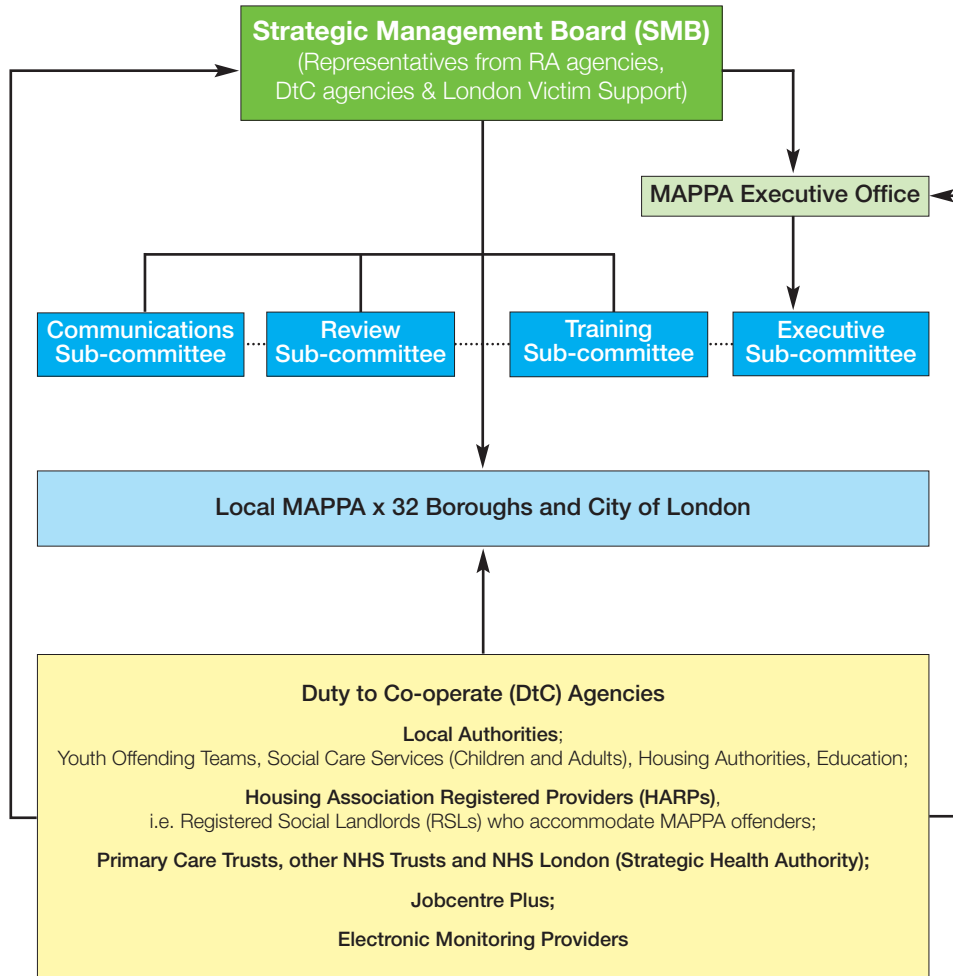 Strategic Management Board (SMB)
(Representatives from RA agencies,
DtC agencies & London Victim Support)
MAPPA Executive Office
Communications
Sub-committee
Review
Sub-committee
Training
Sub-committee
Executive
Sub-committee
Local MAPPA x 32 Boroughs and City of London
Duty to Co-operate (DtC) Agencies
Local Authorities;
Youth Offending Teams, Social Care Services (Children and Adults), Housing Authorities, Education;
Housing Association Registered Providers (HARPs),
i.e. Registered Social Landlords (RSLs) who accommodate MAPPA offenders;
Primary Care Trusts, other NHS Trusts and NHS London (Strategic Health Authority);
Jobcentre Plus;
Electronic Monitoring Providers